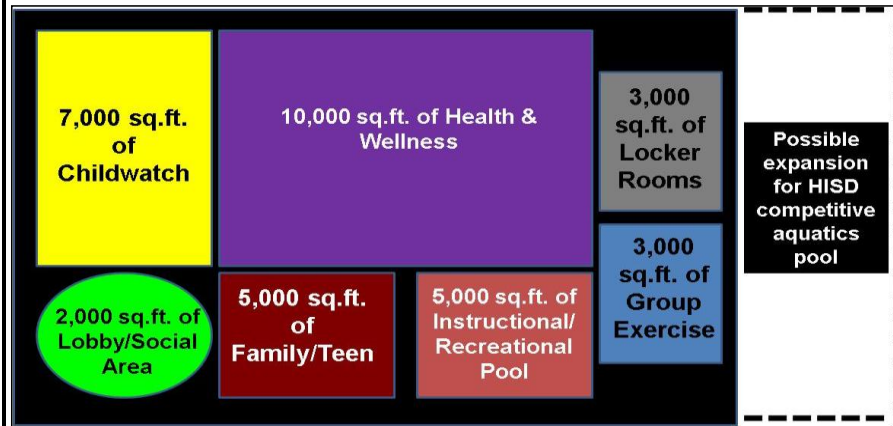 7,000 sq.ft.
of
Childwatch
10,000 sq.ft. of Health &
Wellness
3,000
sq.ft. of
Locker
Rooms
Possible
expansion
for HISD
competitive
aquatics
pool
2,000 sq.ft. of
Lobby/Social
Area
5,000 sq.ft.
of
Family/Teen
5,000 sq.ft. of
Instructional/
Recreational
Pool
3,000
sq.ft. of
Group
Exercise